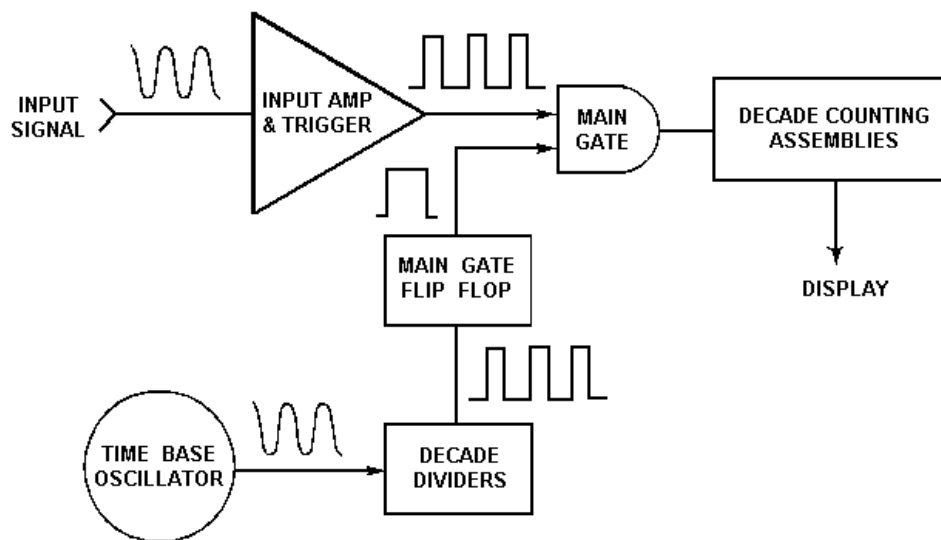 INPUT
SIGNAL
INPUT AMP
& TRIGGER
MAIN
GATE
DECADE COUNTING
ASSEMBLIES
MAIN GATE
FLIP FLOP
DISPLAY
TIME BASE
OSCILLATOR
DECADE
DIVIDERS